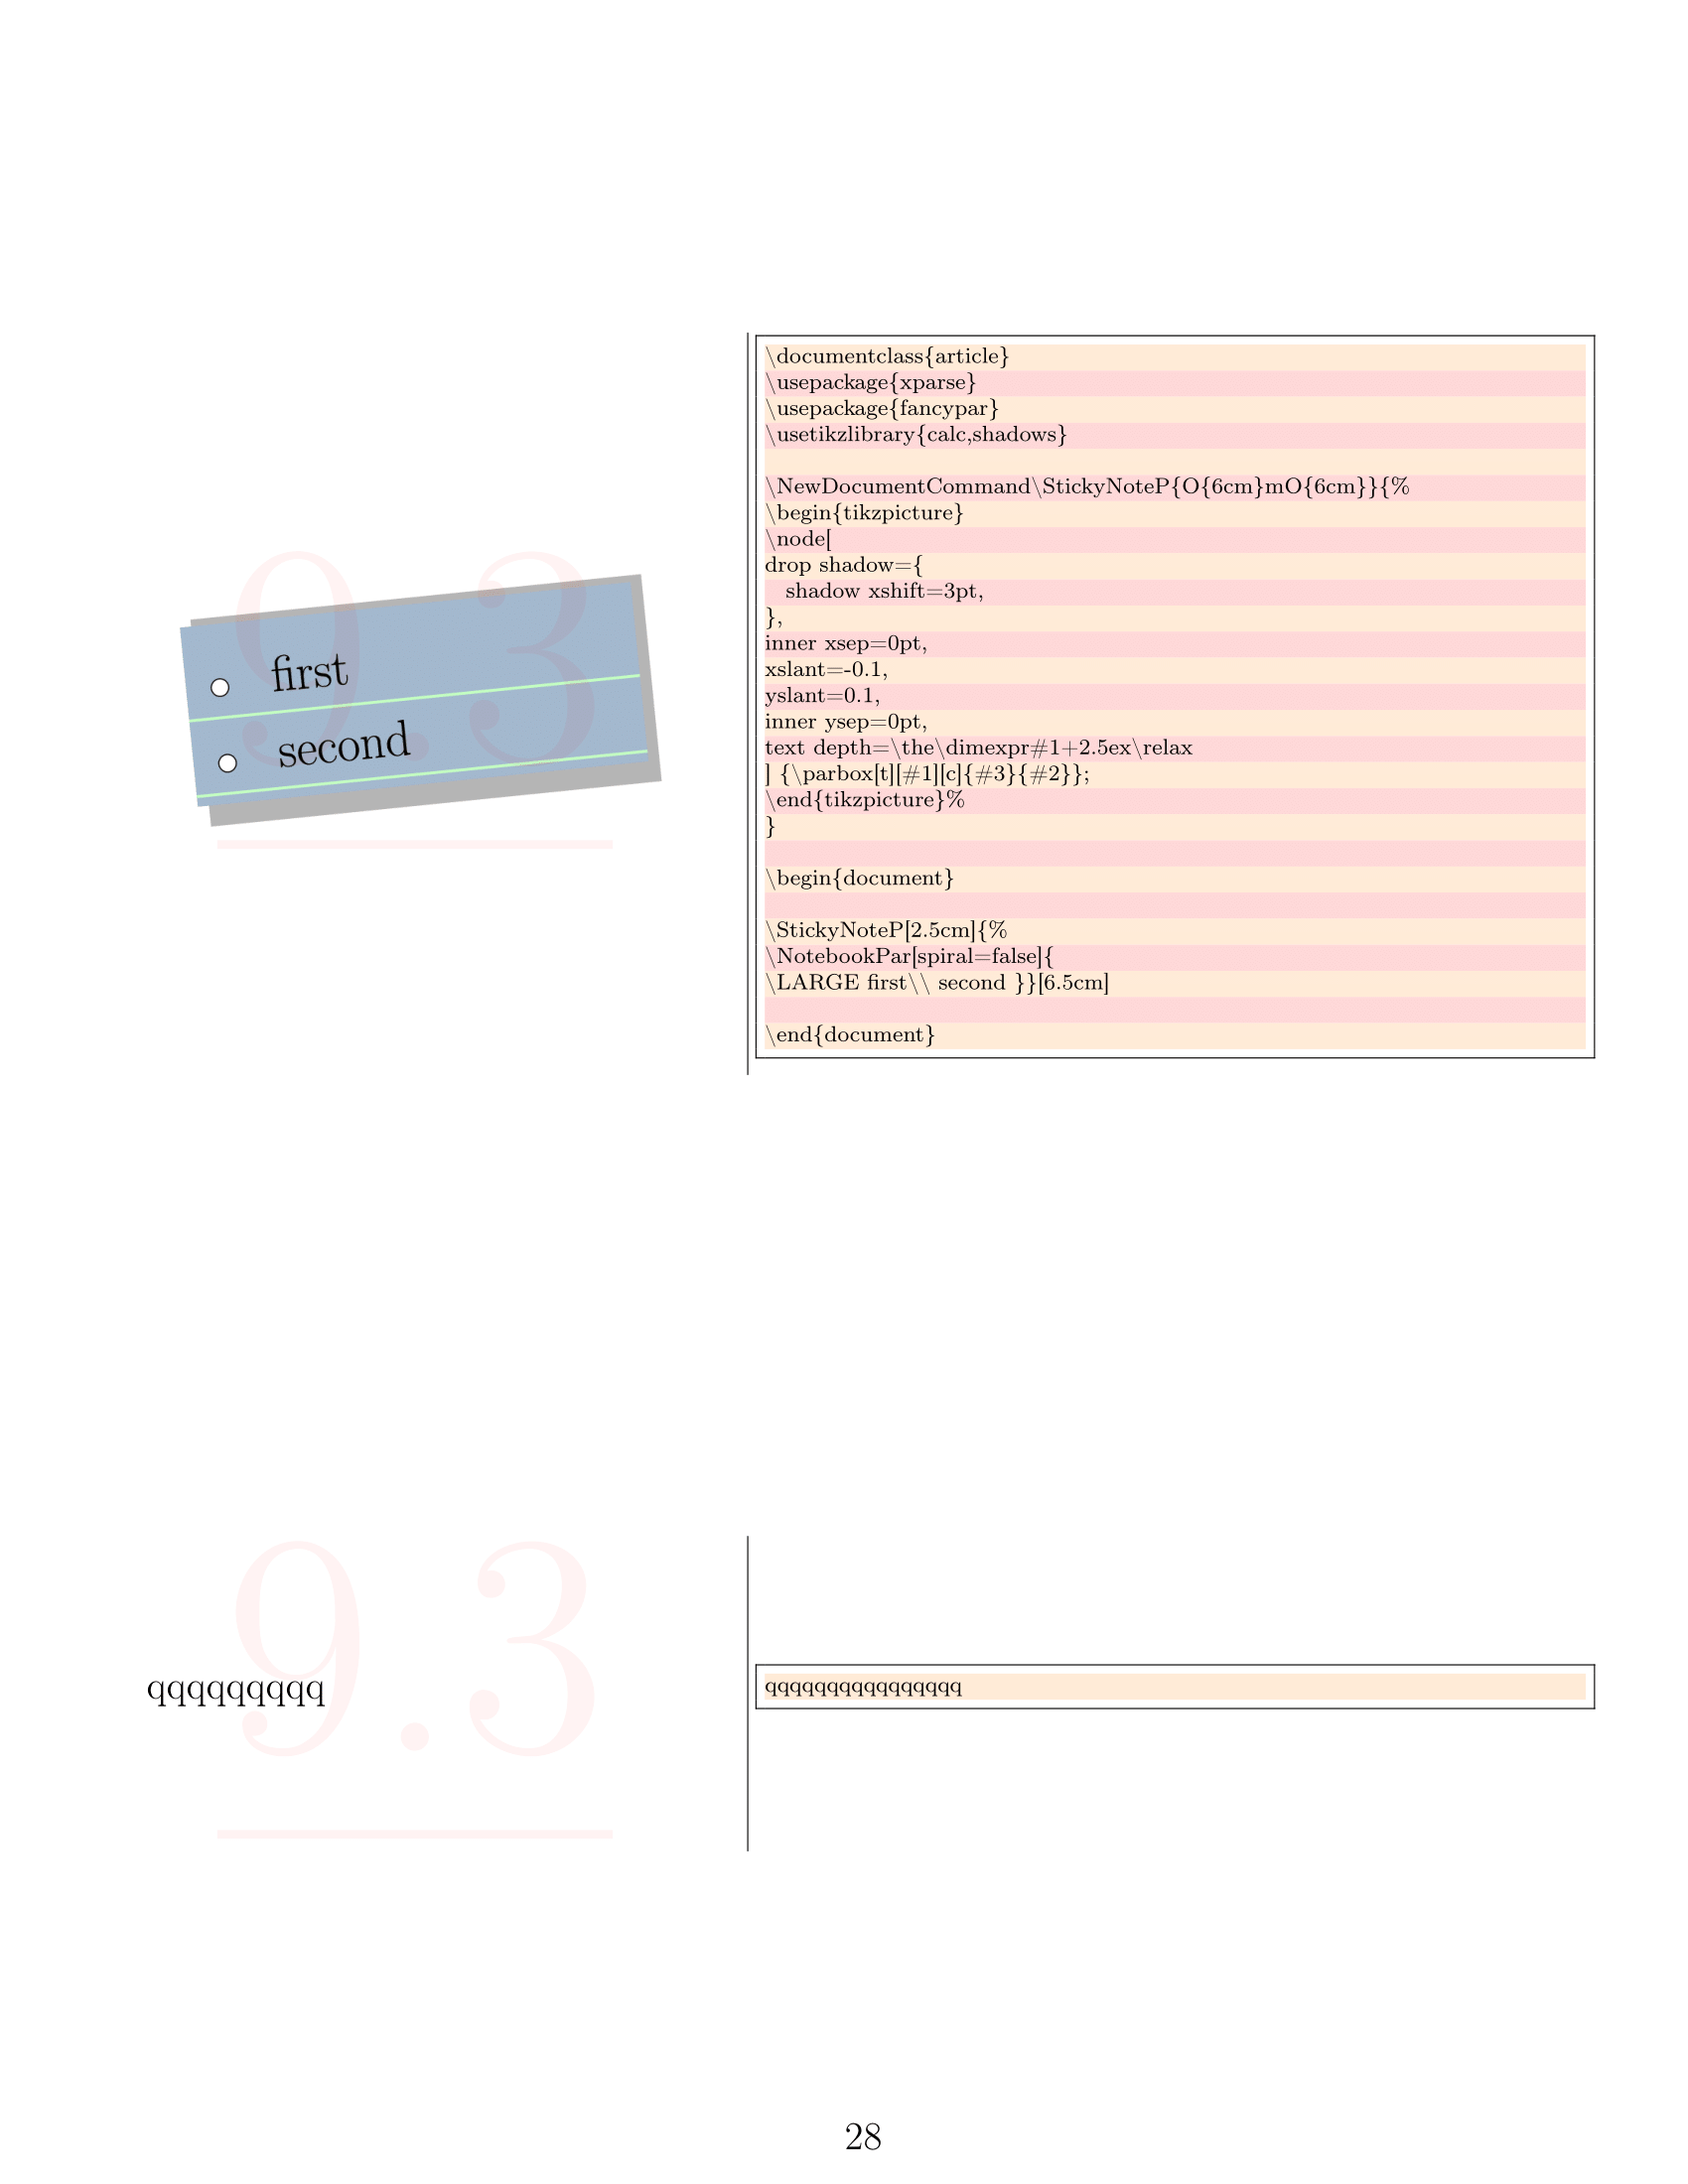 9.3
first
second
\documentclass{article}
\usepackage{xparse}
\usepackage{fancypar}
\usetikzlibrary{calc,shadows}
\NewDocumentCommand\StickyNoteP{O{6cm}mO{6cm}}{%
\begin{tikzpicture}
\node[
drop shadow={
shadow xshift=3pt,
},
inner xsep=0pt,
xslant=-0.1,
yslant=0.1,
inner ysep=0pt,
text depth=\the\dimexpr#1+2.5ex\relax
] {\parbox[t][#1][c]{#3}{#2}};
\end{tikzpicture}%
}
\begin{document}
\StickyNoteP[2.5cm]{%
\NotebookPar[spiral=false]{
\LARGE first\\ second }}[6.5cm]
\end{document}
9.3
qqqqqqqqq
qqqqqqqqqqqqqqqq
28